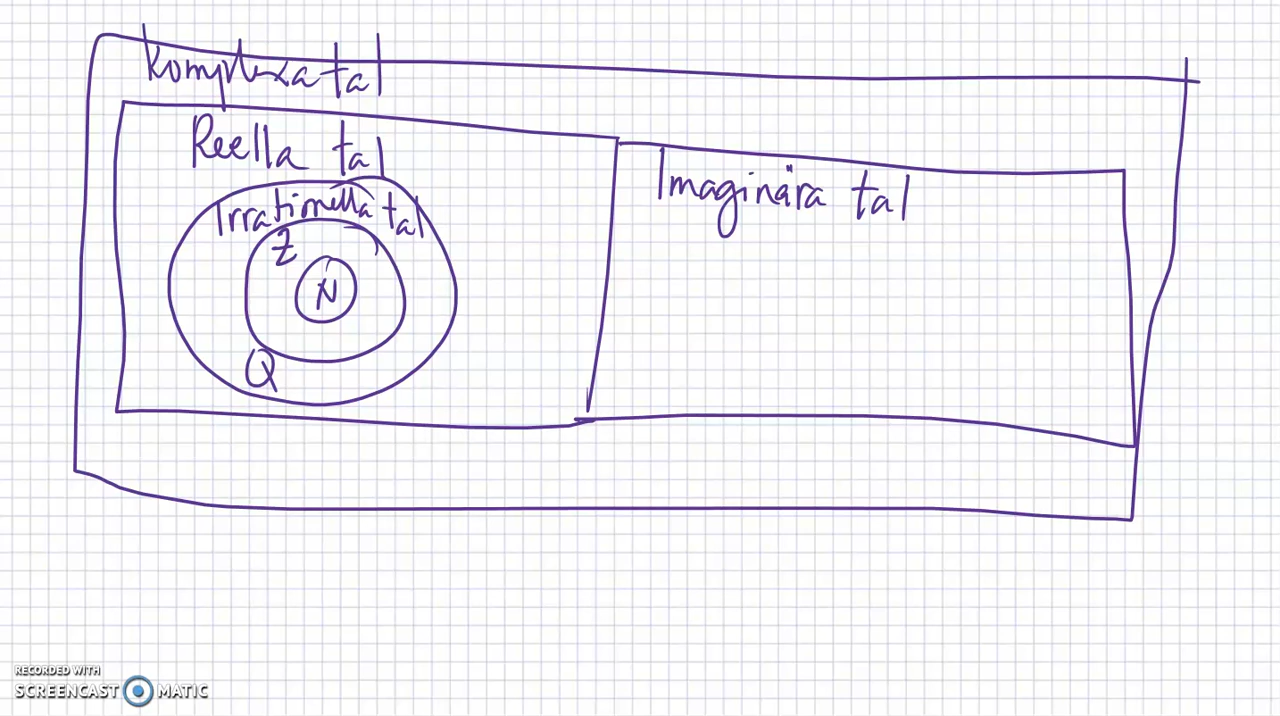 Komplexa tal
Reella tal
Imaginära tal
Irrationella tal
Z
N
Q
RECORDED WITH
SCREENCAST MATIC